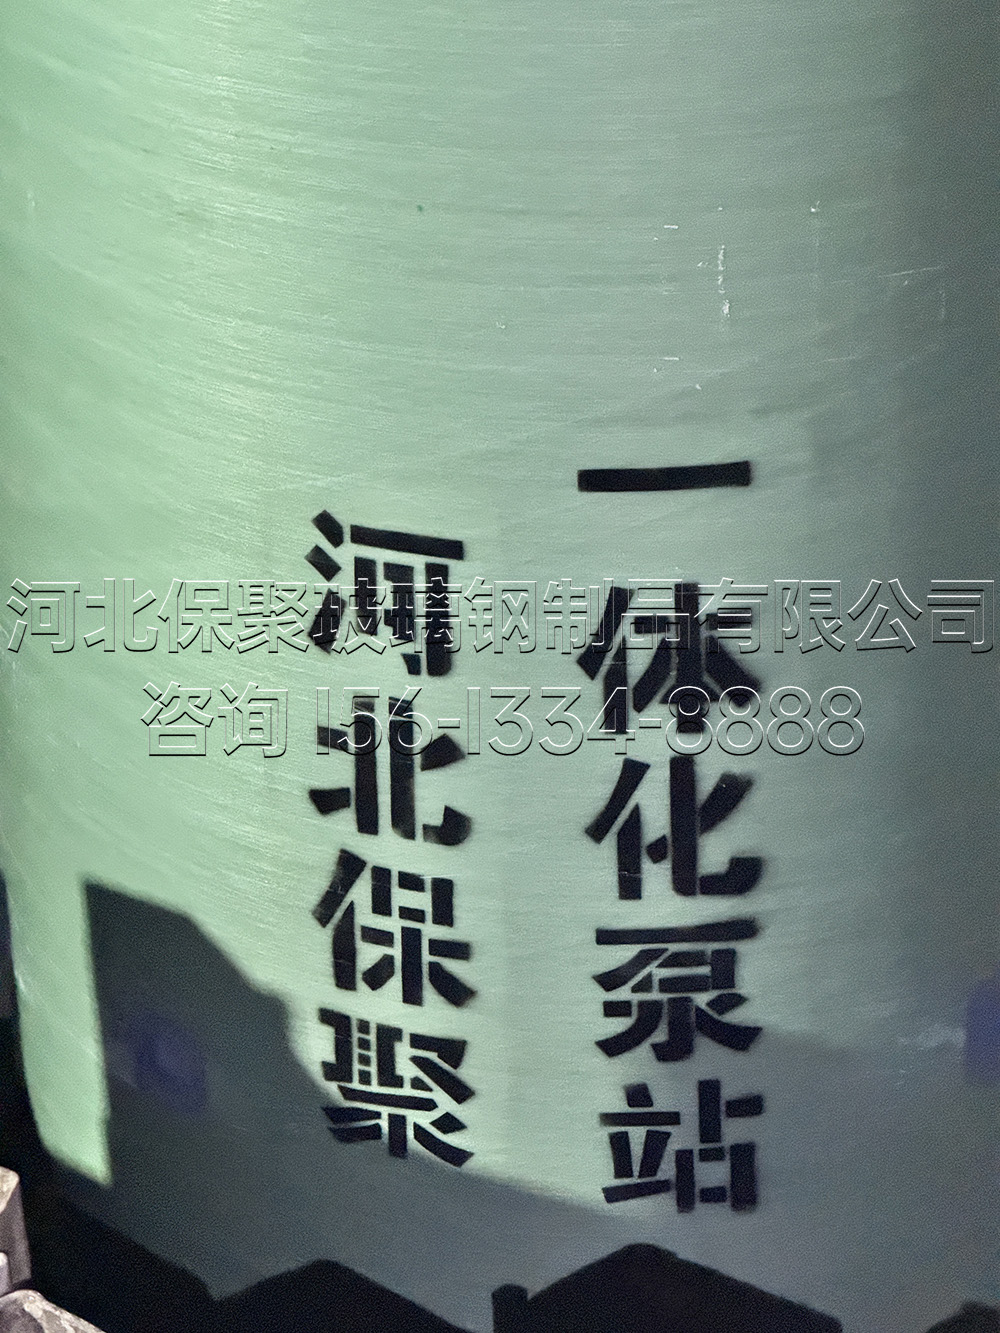 一体化泵站
河北保聚
河北保聚玻璃钢制品有限公司
咨询 156-1334-8888